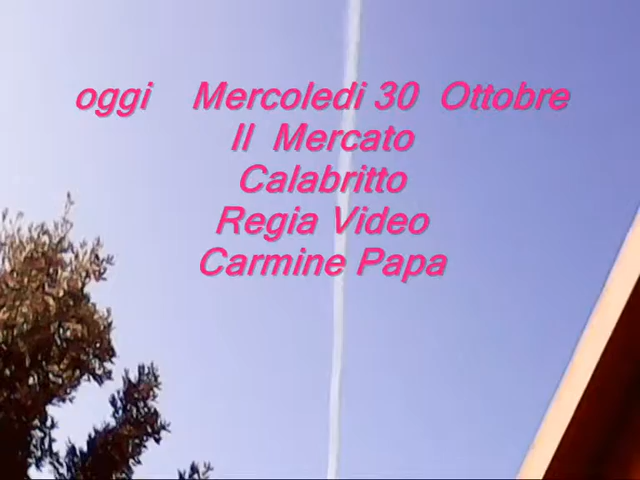 oggi Mercoledi 30 Ottobre
Il Mercato
Calabritto
Regia Video
Carmine Papa